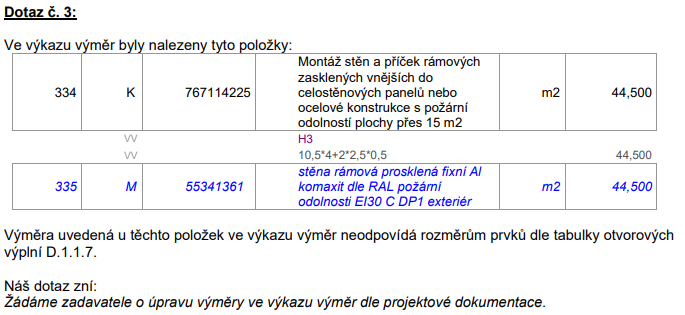 Dotaz č. 3:
Ve výkazu výměr byly nalezeny tyto položky:
334 K 767114225 Montáž stěn a příček rámových zasklených vnějších do celostěnových panelů nebo ocelové konstrukce s požární odolností plochy přes 15 m2 m2 44,500
VV H3
VV 10,5*4+2*2,5*0,5 44,500
335 M 55341361 stěna rámová prosklená fixní Al komaxit dle RAL požární odolnosti EI30 C DP1 exteriér m2 44,500
Výměra uvedená u těchto položek ve výkazu výměr neodpovídá rozměrům prvků dle tabulky otvorových
výplní D.1.1.7.
Náš dotaz zní:
Žádáme zadavatele o úpravu výměry ve výkazu výměr dle projektové dokumentace.